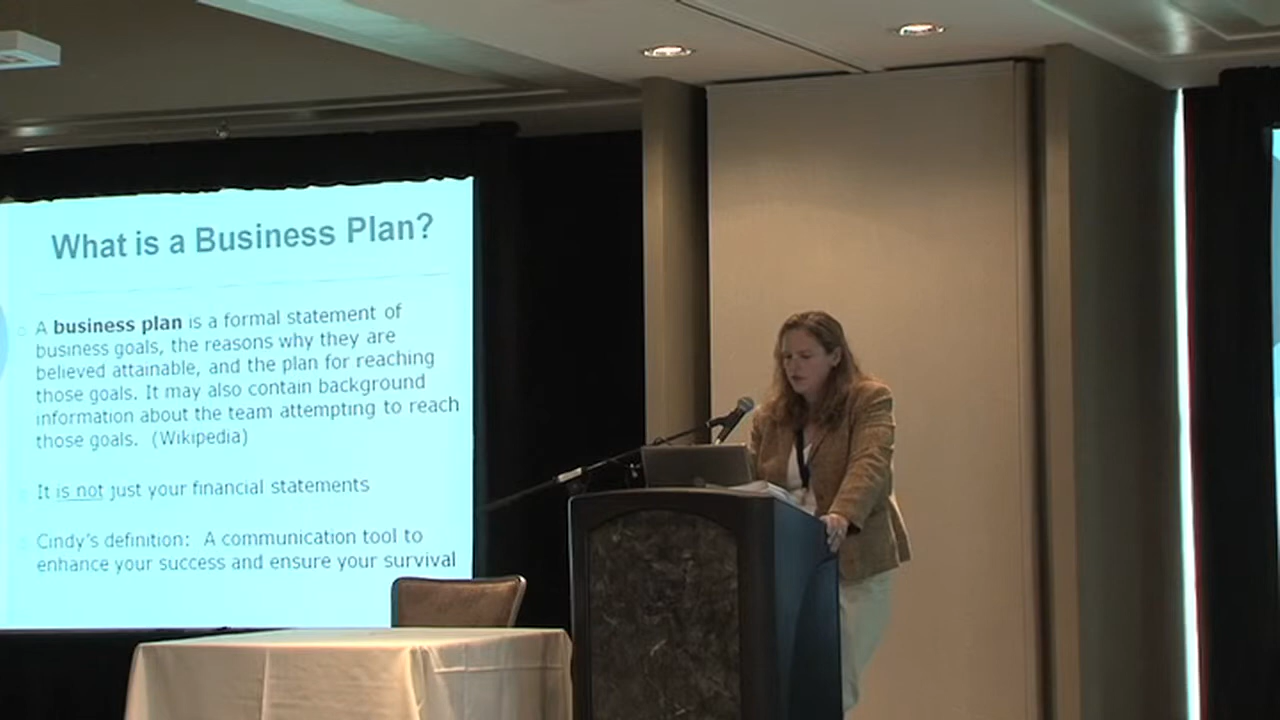 What is a Business Plan?
A business plan is a formal statement of
business goals, the reasons why they are
believed attainable, and the plan for reaching
those goals. It may also contain background
information about the team attempting to reach
those goals. (Wikipedia)
It is not just your financial statements
Cindy's definition: A communication tool to
enhance your success and ensure your survival